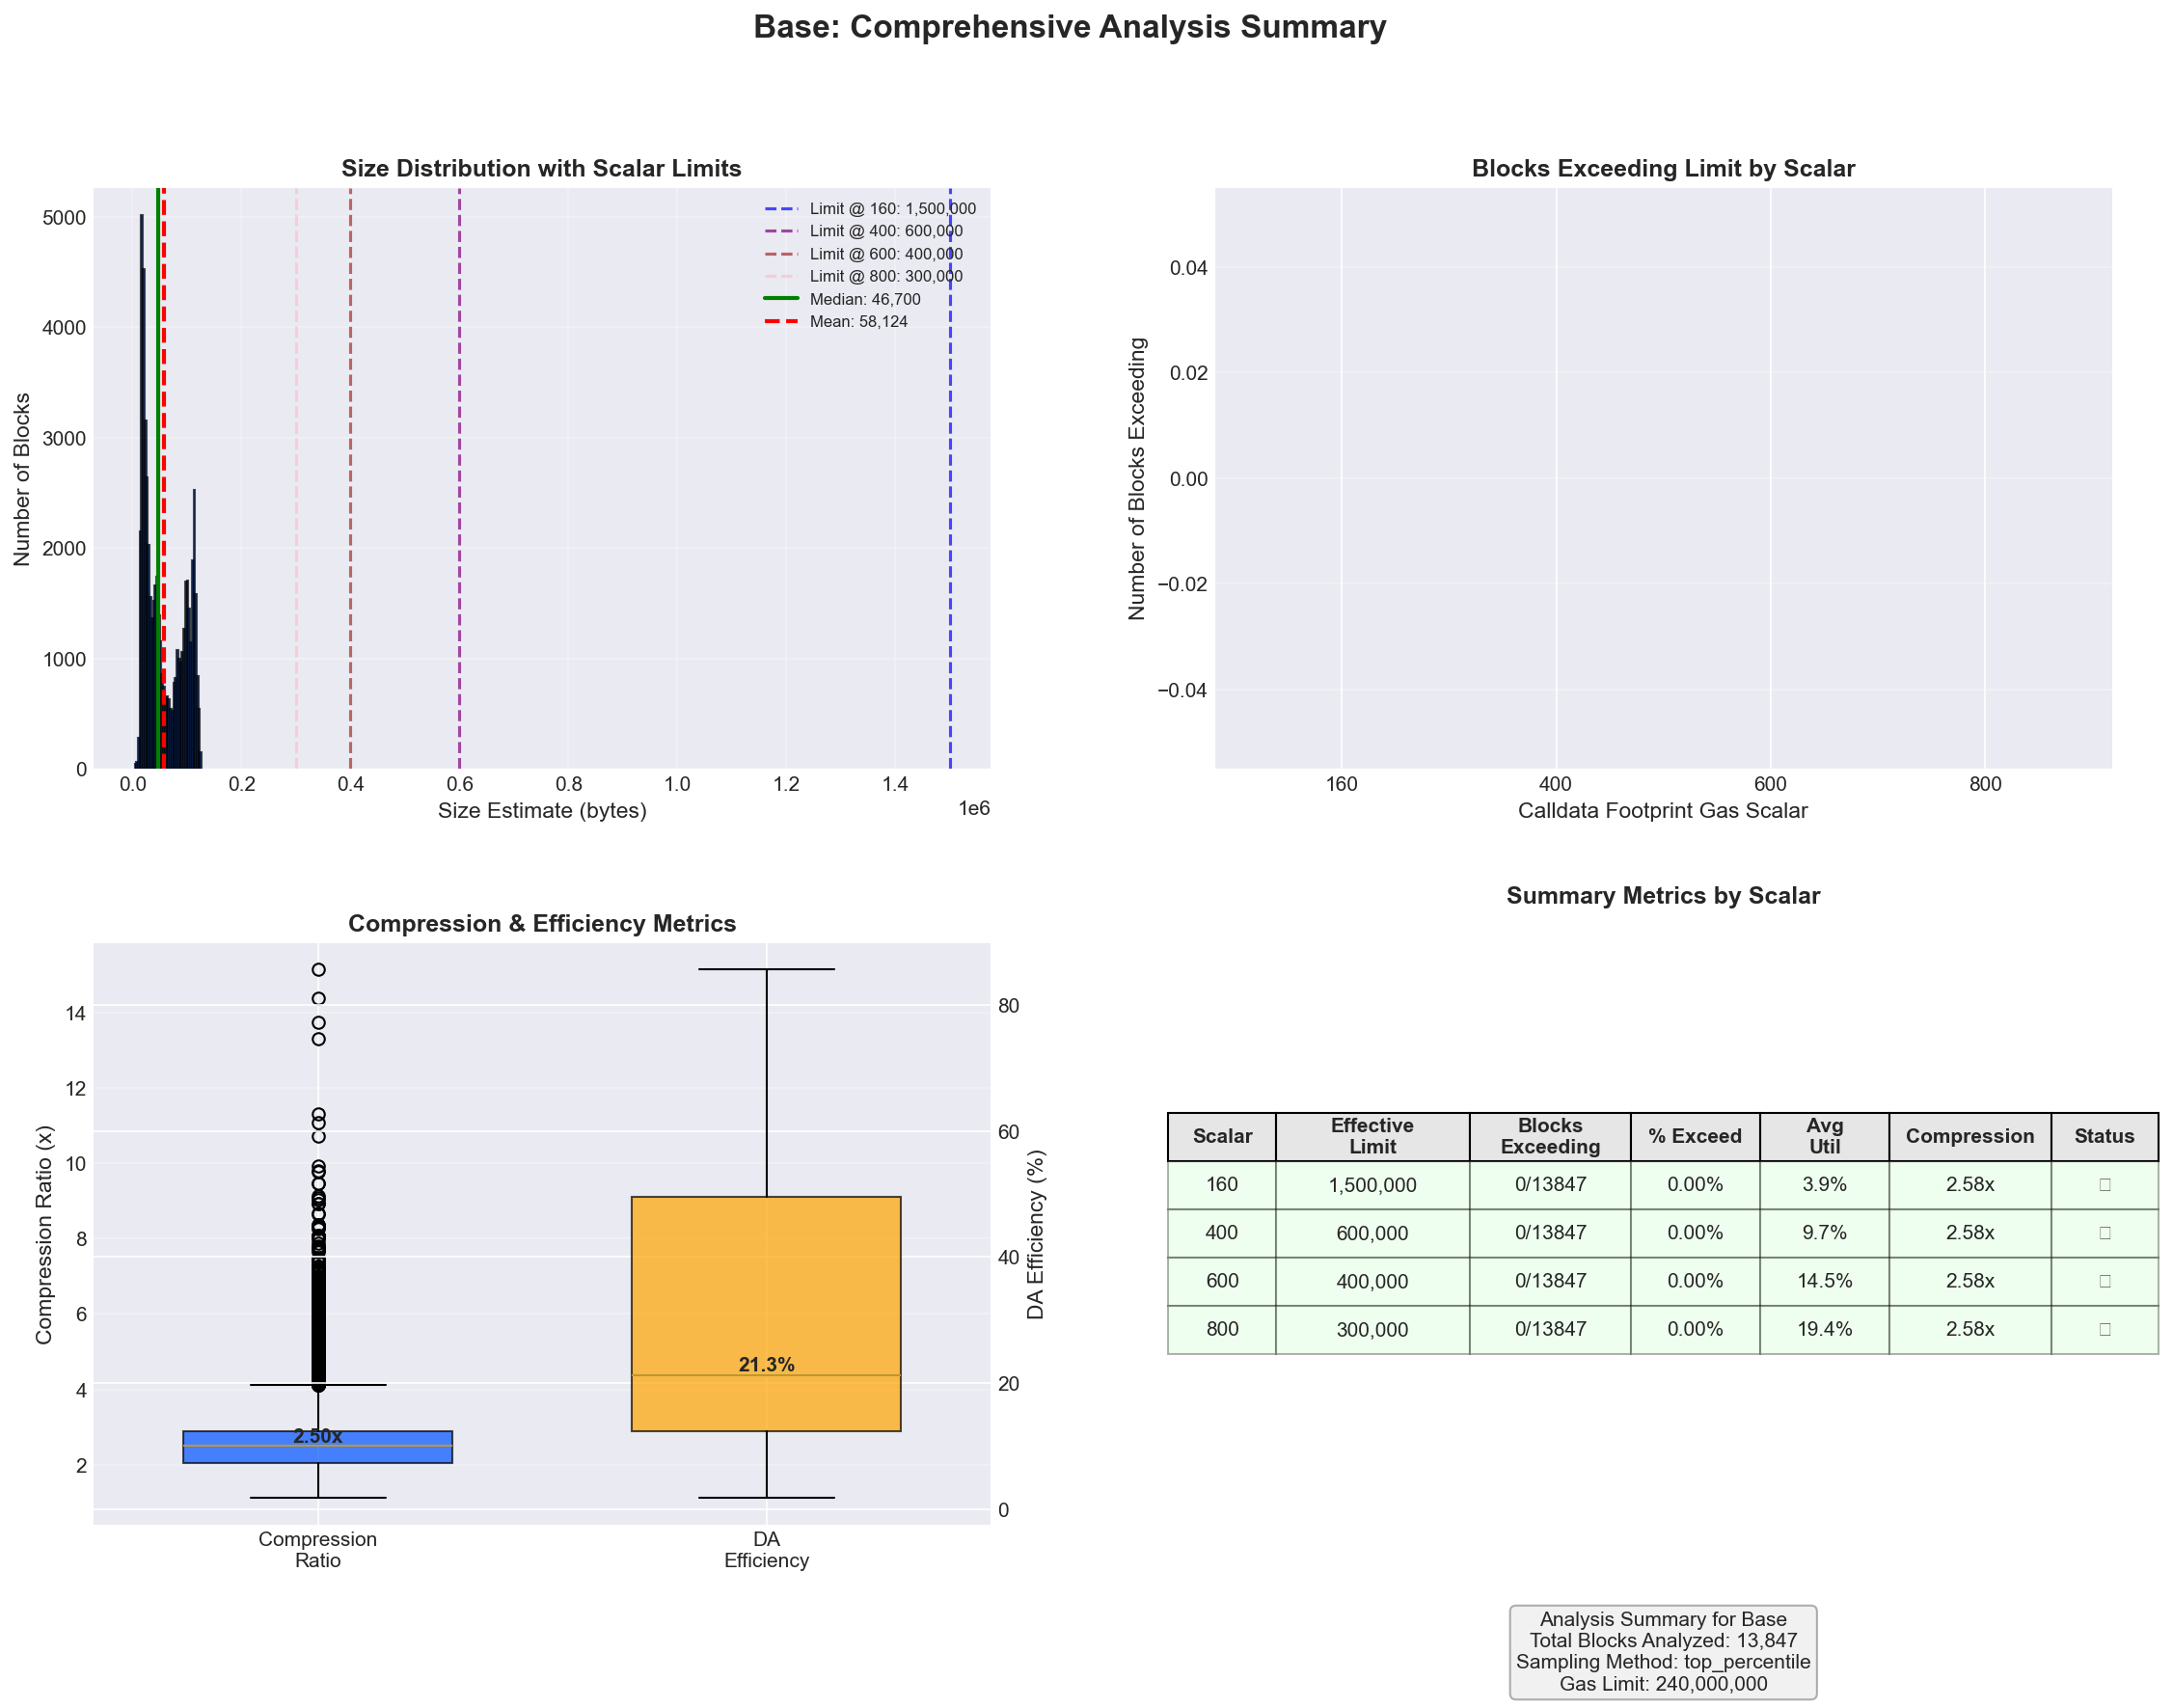 Base: Comprehensive Analysis Summary
Size Distribution with Scalar Limits
Number of Blocks
5000
4000
3000
2000
1000
0
0.0 0.2 0.4 0.6 0.8 1.0 1.2 1.4
1e6
Size Estimate (bytes)
Limit @ 160: 1,500,000
Limit @ 400: 600,000
Limit @ 600: 400,000
Limit @ 800: 300,000
Median: 46,700
Mean: 58,124
Blocks Exceeding Limit by Scalar
Number of Blocks Exceeding
0.04
0.02
0.00
−0.02
−0.04
160 400 600 800
Calldata Footprint Gas Scalar
Compression & Efficiency Metrics
Compression Ratio (x)
14
12
10
8
6
4
2
2.50x
21.3%
80
60
40
20
0
DA Efficiency (%)
Compression
Ratio
DA
Efficiency
Summary Metrics by Scalar
Scalar Effective Limit Blocks Exceeding % Exceed Avg Util Compression Status
160 1,500,000 0/13847 0.00% 3.9% 2.58x
400 600,000 0/13847 0.00% 9.7% 2.58x
600 400,000 0/13847 0.00% 14.5% 2.58x
800 300,000 0/13847 0.00% 19.4% 2.58x
Analysis Summary for Base
Total Blocks Analyzed: 13,847
Sampling Method: top_percentile
Gas Limit: 240,000,000